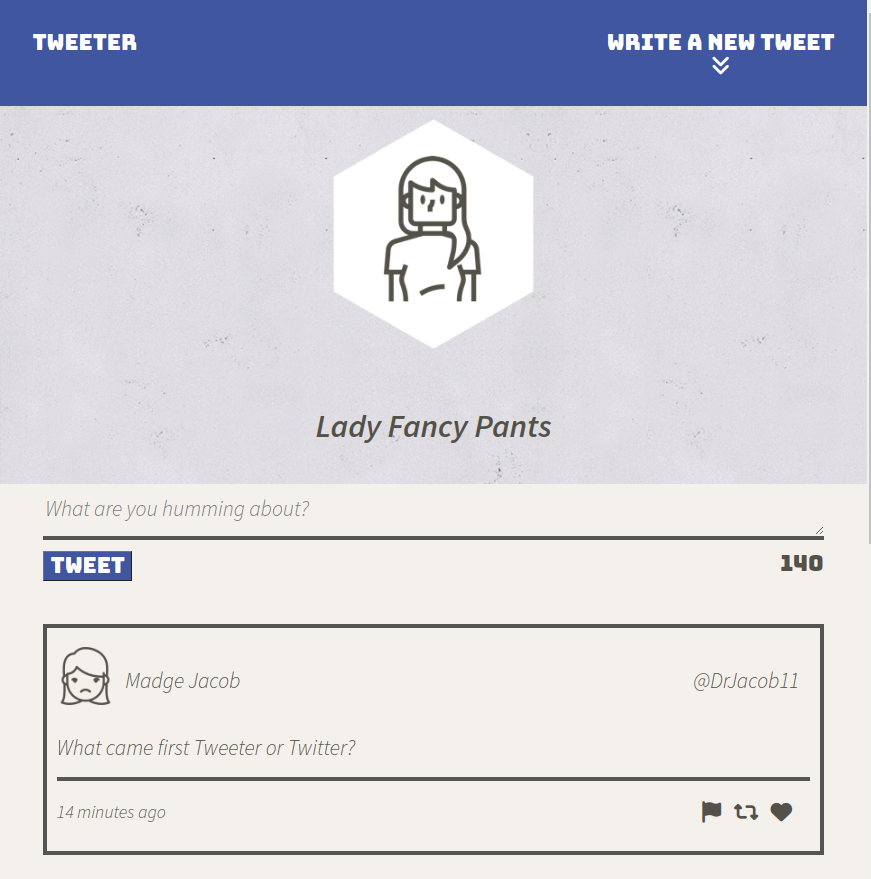 TWEETER
WRITE A NEW TWEET
Lady Fancy Pants
What are you humming about?
TWEET
140
Madge Jacob
@DrJacob11
What came first Tweeter or Twitter?
14 minutes ago